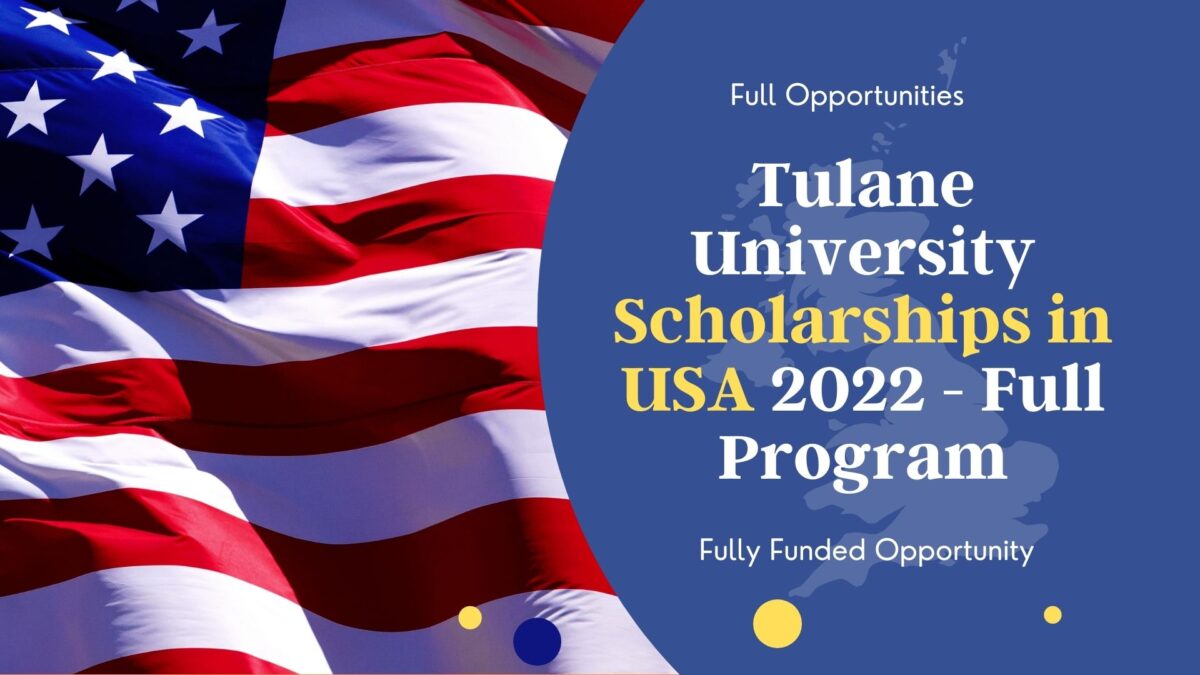 Full Opportunities
Tulane
University
Scholarships in
USA 2022 - Full
Program
Fully Funded Opportunity